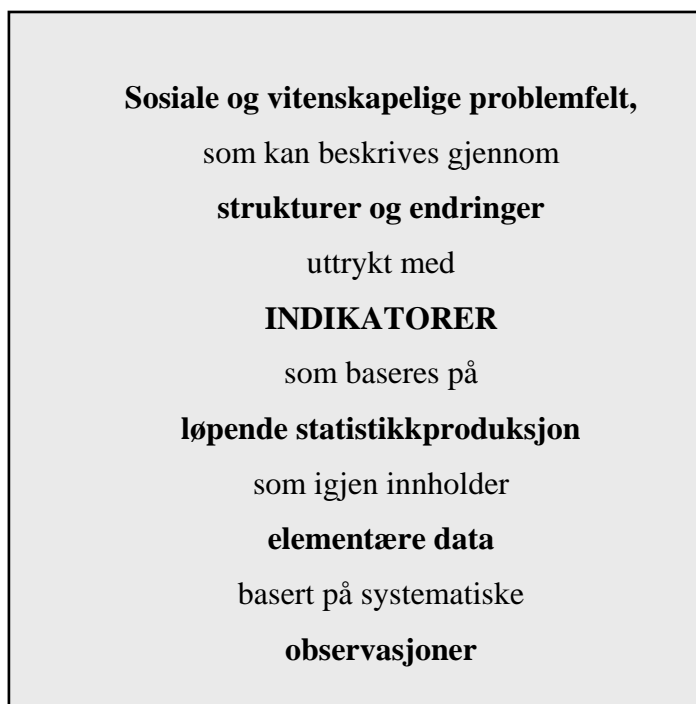 Sosiale og vitenskapelige problemfelt,
som kan beskrives gjennom
strukturer og endringer
uttrykt med
INDIKATORER
som baseres på
løpende statistikkproduksjon
som igjen innholder
elementære data
basert på systematiske
observasjoner